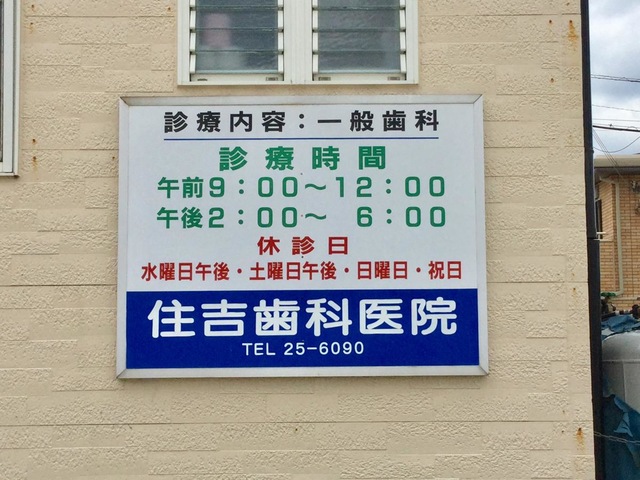 診療内容：一般歯科
診療時間
午前9：00～12：00
午後2：00～ 6：00
休診日
水曜日午後・土曜日午後・日曜日・祝日
住吉歯科医院
TEL 25-6090